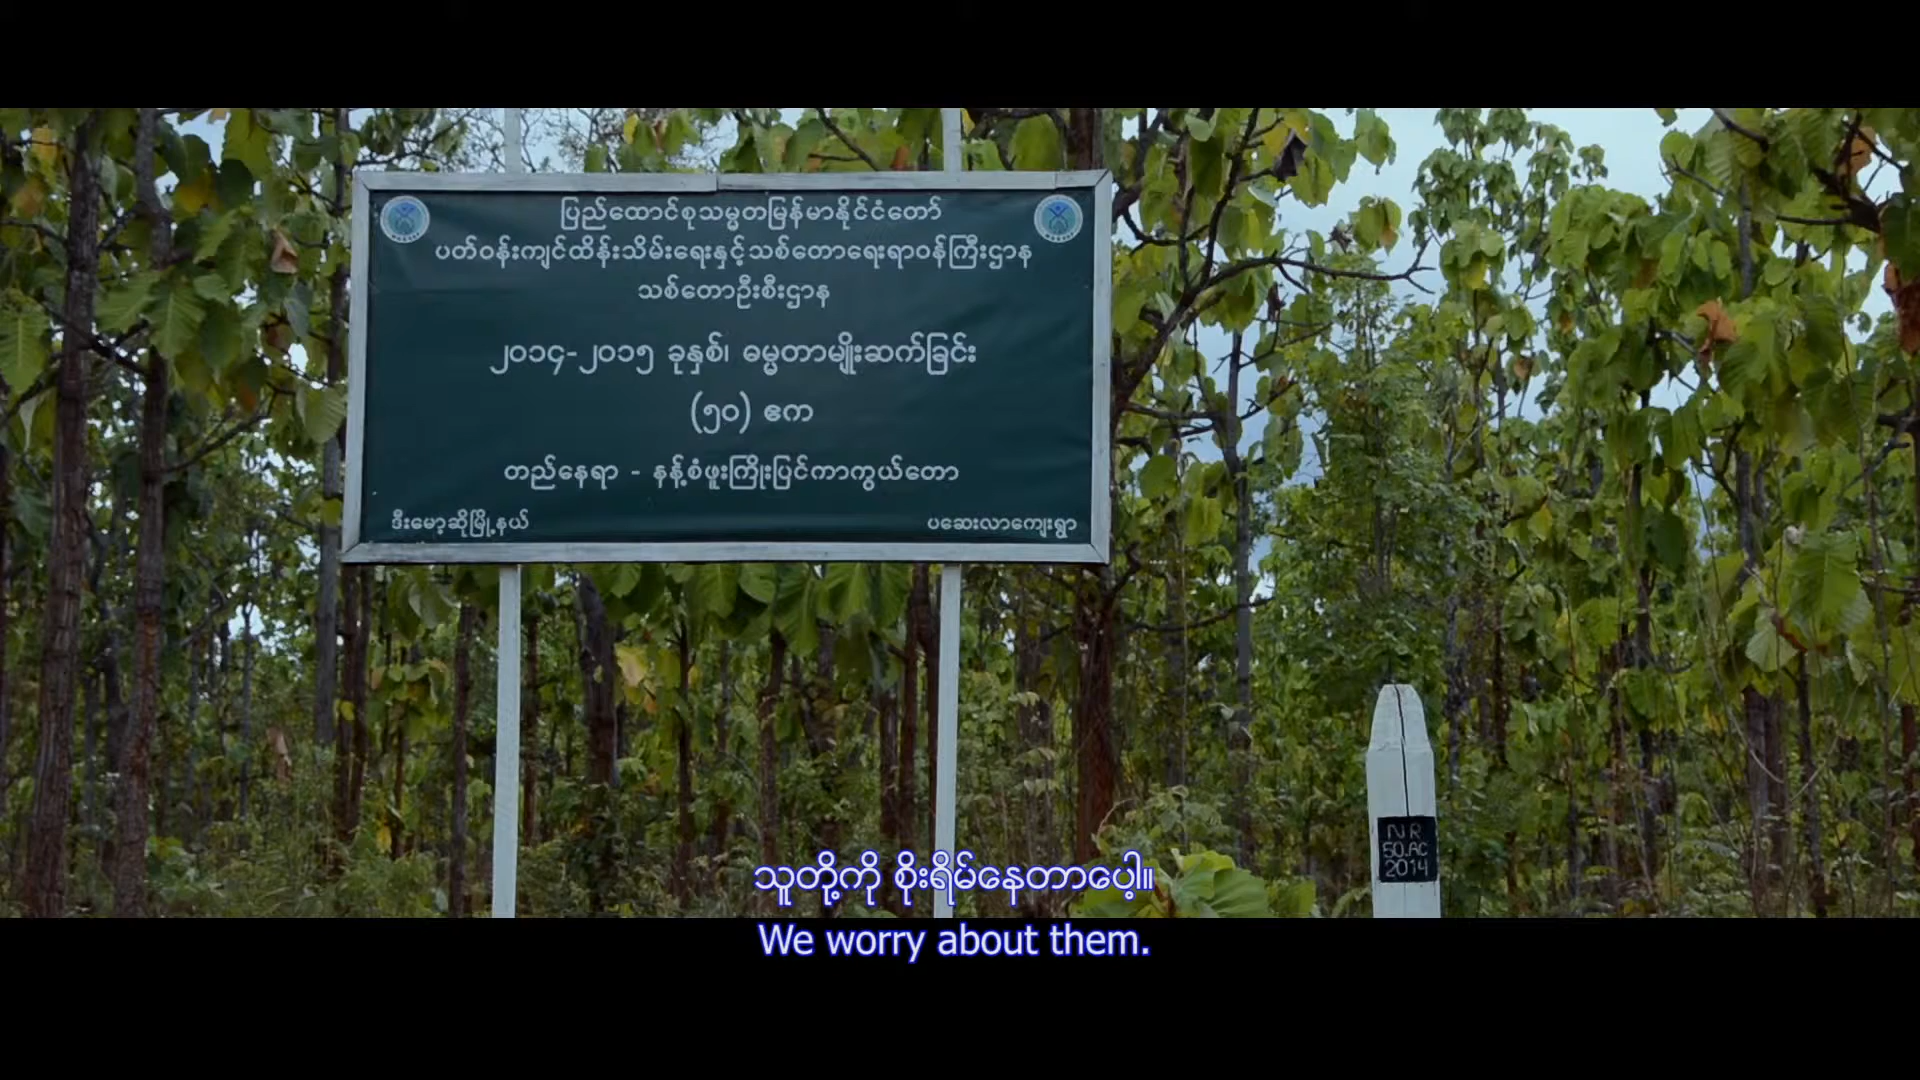 ပြည်ထောင်စုသမ္မတမြန်မာနိုင်ငံတော်
ပတ်ဝန်းကျင်ထိန်းသိမ်းရေးနှင့်သစ်တောရေးရာဝန်ကြီးဌာန
သစ်တောဦးစီးဌာန
၂၀၁၄-၂၀၁၅ ခုနှစ်၊ ဓမ္မတာမျိုးဆက်ခြင်း
(၅၀) ဧက
တည်နေရာ - နန့်စံဖူးကြိုးပြင်ကာကွယ်တော
ဒီးမော့ဆိုမြို့နယ်
ပဆေးလာကျေးရွာ
N R
50.AC
2014
သူတို့ကို စိုးရိမ်နေတာပေ့ါ။
We worry about them.